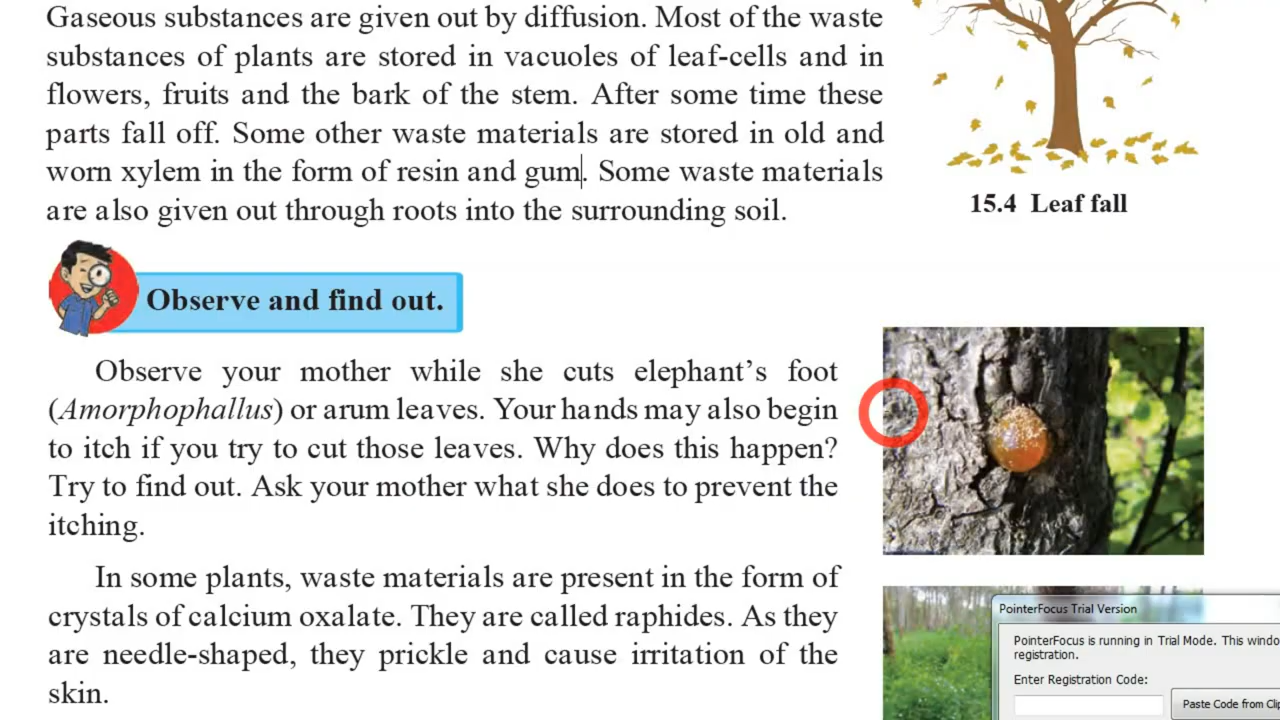 Gaseous substances are given out by diffusion. Most of the waste
substances of plants are stored in vacuoles of leaf-cells and in
flowers, fruits and the bark of the stem. After some time these
parts fall off. Some other waste materials are stored in old and
worn xylem in the form of resin and gum. Some waste materials
are also given out through roots into the surrounding soil.
15.4 Leaf fall
Observe and find out.
Observe your mother while she cuts elephant's foot
(Amorphophallus) or arum leaves. Your hands may also begin
to itch if you try to cut those leaves. Why does this happen?
Try to find out. Ask your mother what she does to prevent the
itching.
In some plants, waste materials are present in the form of
crystals of calcium oxalate. They are called raphides. As they
are needle-shaped, they prickle and cause irritation of the
skin.
PointerFocus Trial Version
PointerFocus is running in Trial Mode. This
registration.
Enter Registration Code:
Paste Code from